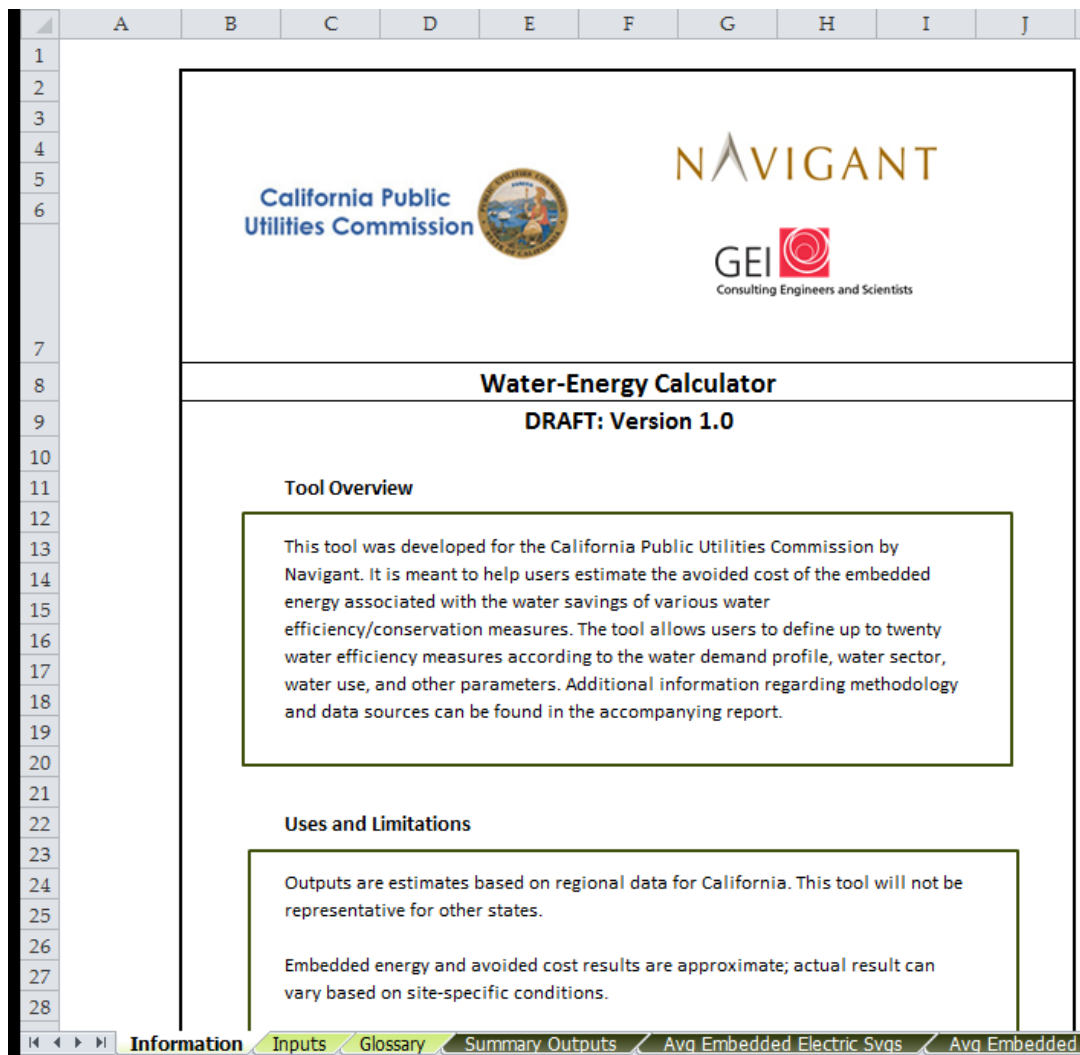 A B C D E F G H I J
1
2
3
4
5
6
7
8
9
10
11
12
13
14
15
16
17
18
19
20
21
22
23
24
25
26
27
28
California Public
Utilities Commission
NAVIGANT
GEI
Consulting Engineers and Scientists
Water-Energy Calculator
DRAFT: Version 1.0
Tool Overview
This tool was developed for the California Public Utilities Commission by
Navigant. It is meant to help users estimate the avoided cost of the embedded
energy associated with the water savings of various water
efficiency/conservation measures. The tool allows users to define up to twenty
water efficiency measures according to the water demand profile, water sector,
water use, and other parameters. Additional information regarding methodology
and data sources can be found in the accompanying report.
Uses and Limitations
Outputs are estimates based on regional data for California. This tool will not be
representative for other states.
Embedded energy and avoided cost results are approximate; actual result can
vary based on site-specific conditions.
Information Inputs Glossary Summary Outputs Avg Embedded Electric Svgs Avg Embedded